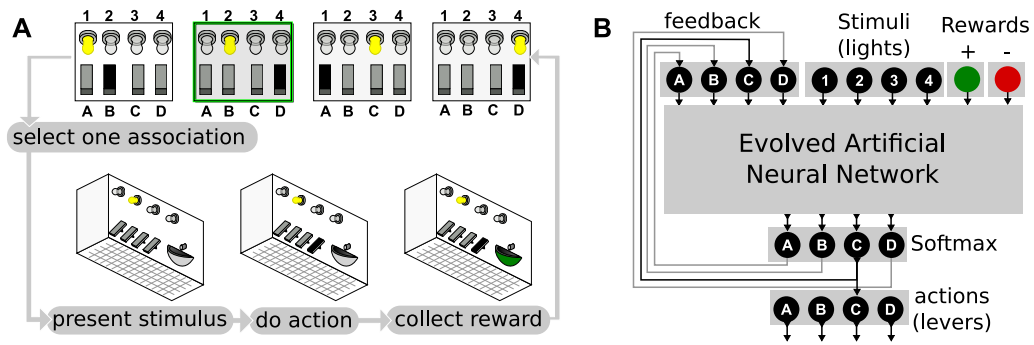 A
1 2 3 4
1 2 3 4
1 2 3 4
1 2 3 4
A B C D
A B C D
A B C D
A B C D
select one association
present stimulus
do action
collect reward
B
feedback
Stimuli
(lights)
Rewards
+ -
A B C D 1 2 3 4
Evolved Artificial
Neural Network
A B C D
Softmax
A B C D
actions
(levers)